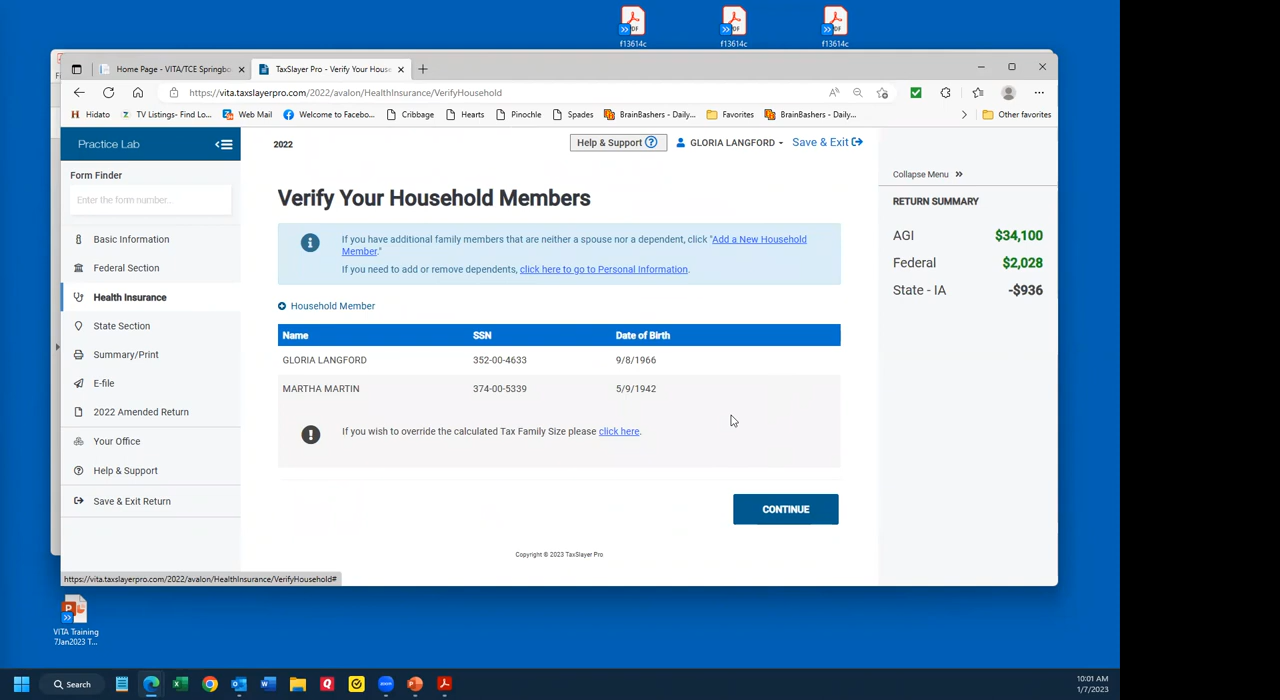 f13614c
f13614c
f13614c
Home Page - VITA/TCE Springbo
TaxSlayer Pro - Verify Your House
https://vita.taxslayerpro.com/2022/avalon/HealthInsurance/VerifyHousehold
Hidato
TV Listings- Find Lo...
Web Mail
Welcome to Facebo...
Cribbage
Hearts
Pinochle
Spades
BrainBashers - Daily...
Favorites
BrainBashers - Daily...
Other favorites
Practice Lab
2022
Help & Support
GLORIA LANGFORD
Save & Exit
Form Finder
Enter the form number...
Basic Information
Federal Section
Health Insurance
State Section
Summary/Print
E-file
2022 Amended Return
Your Office
Help & Support
Save & Exit Return
Verify Your Household Members
If you have additional family members that are neither a spouse nor a dependent, click "Add a New Household
Member."
If you need to add or remove dependents, click here to go to Personal Information.
Household Member
Name SSN Date of Birth
GLORIA LANGFORD 352-00-4633 9/8/1966
MARTHA MARTIN 374-00-5339 5/9/1942
If you wish to override the calculated Tax Family Size please click here.
CONTINUE
Copyright © 2023 TaxSlayer Pro
Collapse Menu »
RETURN SUMMARY
AGI $34,100
Federal $2,028
State - IA -$936
https://vita.taxslayerpro.com/2022/avalon/HealthInsurance/VerifyHousehold#
VITA Training
7Jan2023 T...
Search
10:01 AM
1/7/2023